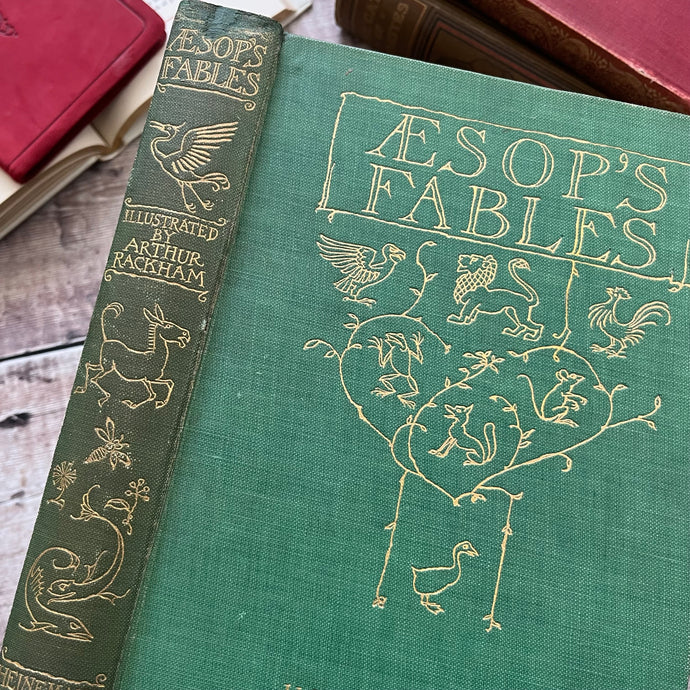 ÆSOP'S
FABLES
ILLUSTRATED
BY
ARTHUR
RACKHAM
ÆSOP'S
FABLES